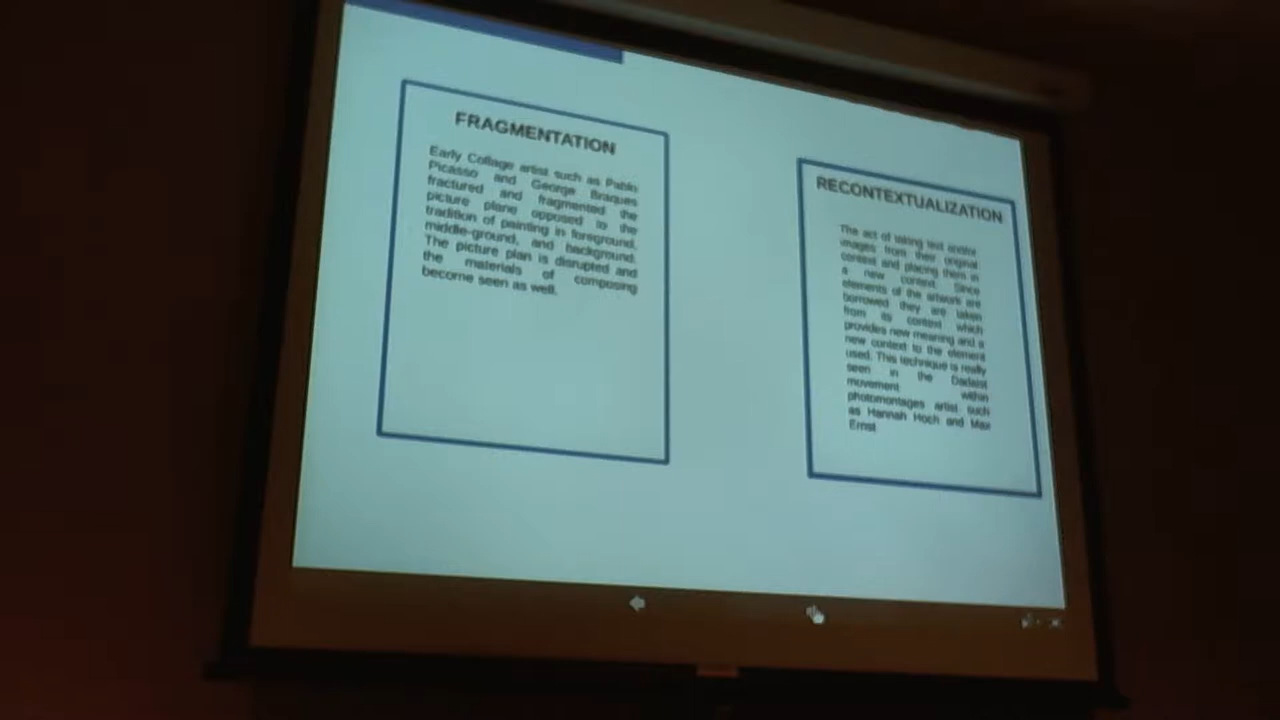 FRAGMENTATION
Early Collage artist such as Pablo
Picasso and George Braques
fractured and fragmented the
picture plane opposed to the
tradition of painting in foreground,
middle-ground, and background.
The picture plan is disrupted and
the materials of composing
become seen as well.
RECONTEXTUALIZATION
The act of taking text and/or
images from their original
context and placing them in
a new context. Since
elements of the artwork are
borrowed they are taken
from its context which
provides new meaning and a
new context to the element
used. This technique is really
seen in the Dadaist
movement within
photomontages artist such
as Hannah Hoch and Max
Ernst